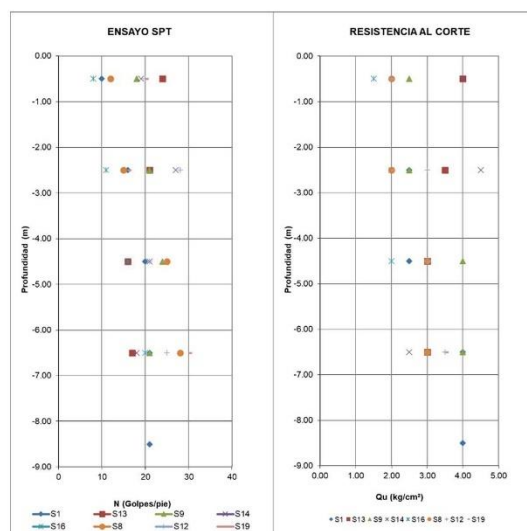 ENSAYO SPT
0.00
-1.00
-2.00
-3.00
-4.00
-5.00
-6.00
-7.00
-8.00
-9.00
Profundidad (m)
0
10
20
30
40
N (Golpes/pie)
S1
S13
S9
S14
S16
S8
S12
S19
RESISTENCIA AL CORTE
0.00
-1.00
-2.00
-3.00
-4.00
-5.00
-6.00
-7.00
-8.00
-9.00
Profundidad (m)
0.00
1.00
2.00
3.00
4.00
5.00
Qu (kg/cm²)
S1
S13
S9
S14
S16
S8
S12
S19